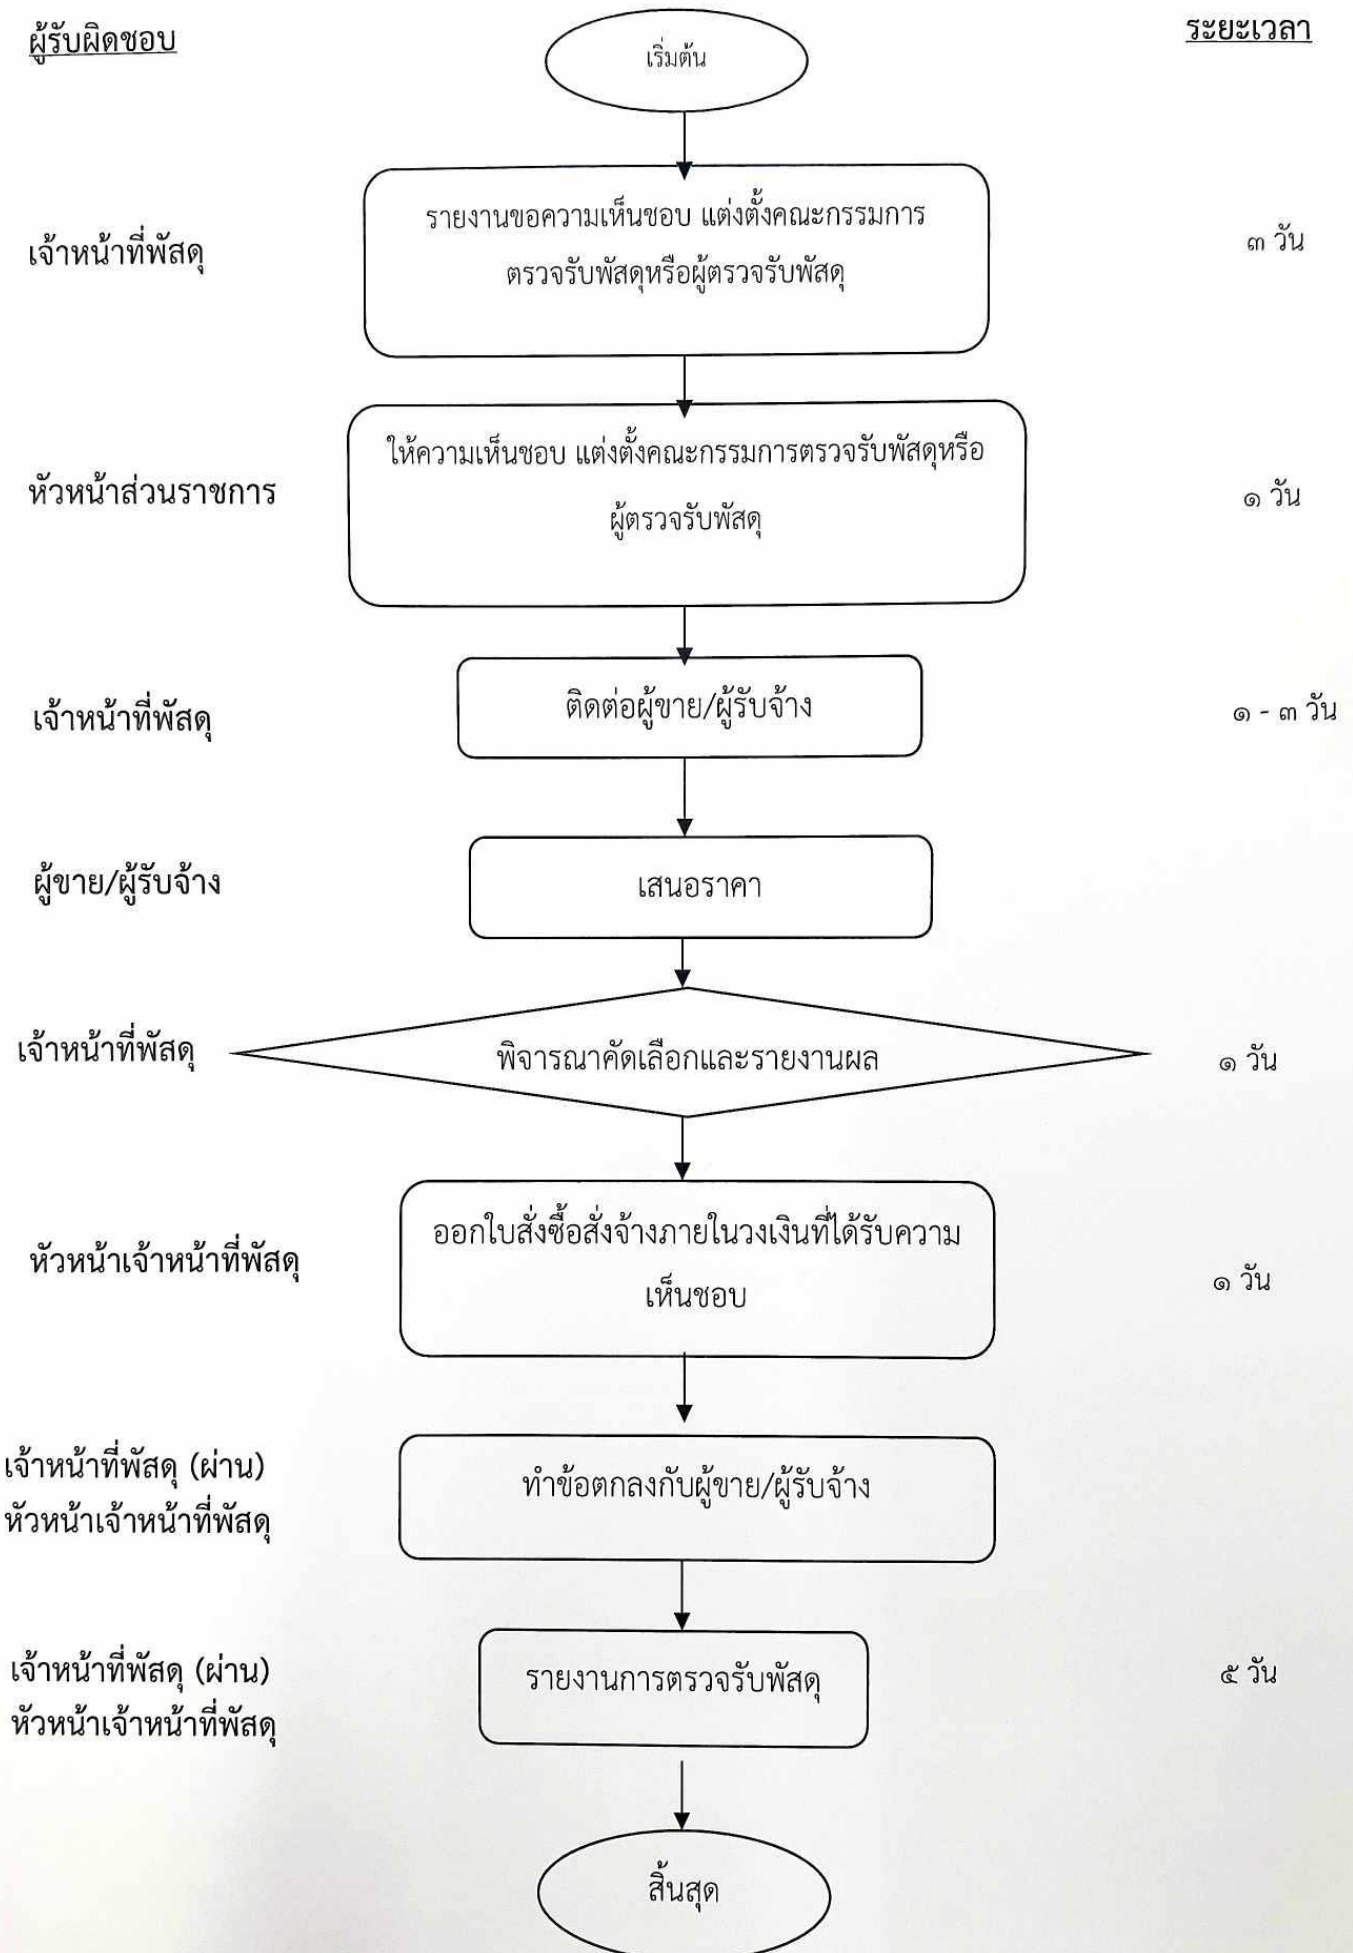 ผู้รับผิดชอบ
เริ่มต้น
ระยะเวลา
รายงานขอความเห็นชอบ แต่งตั้งคณะกรรมการ
ตรวจรับพัสดุหรือผู้ตรวจรับพัสดุ
เจ้าหน้าที่พัสดุ
๓ วัน
ให้ความเห็นชอบ แต่งตั้งคณะกรรมการตรวจรับพัสดุหรือ
ผู้ตรวจรับพัสดุ
หัวหน้าส่วนราชการ
๑ วัน
เจ้าหน้าที่พัสดุ
ติดต่อผู้ขาย/ผู้รับจ้าง
๑ - ๓ วัน
ผู้ขาย/ผู้รับจ้าง
เสนอราคา
เจ้าหน้าที่พัสดุ
พิจารณาคัดเลือกและรายงานผล
๑ วัน
ออกใบสั่งซื้อสั่งจ้างภายในวงเงินที่ได้รับความ
เห็นชอบ
หัวหน้าเจ้าหน้าที่พัสดุ
๑ วัน
เจ้าหน้าที่พัสดุ (ผ่าน)
หัวหน้าเจ้าหน้าที่พัสดุ
ทำข้อตกลงกับผู้ขาย/ผู้รับจ้าง
เจ้าหน้าที่พัสดุ (ผ่าน)
หัวหน้าเจ้าหน้าที่พัสดุ
รายงานการตรวจรับพัสดุ
๕ วัน
สิ้นสุด